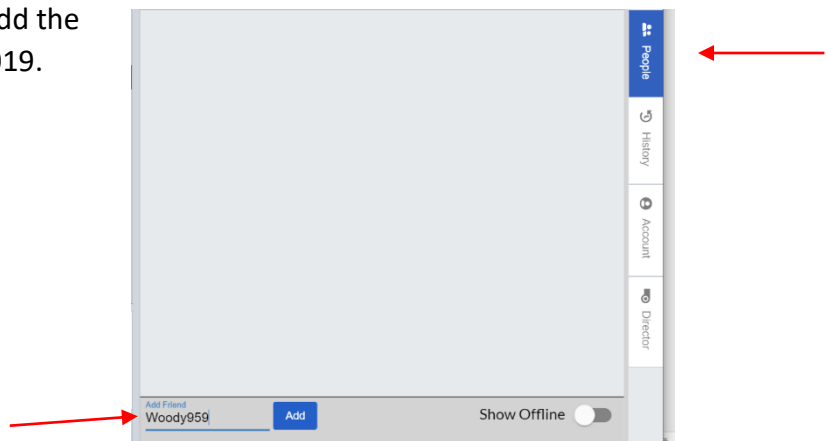 dd the
019.
People
History
Account
Director
Add Friend
Woody959
Add
Show Offline